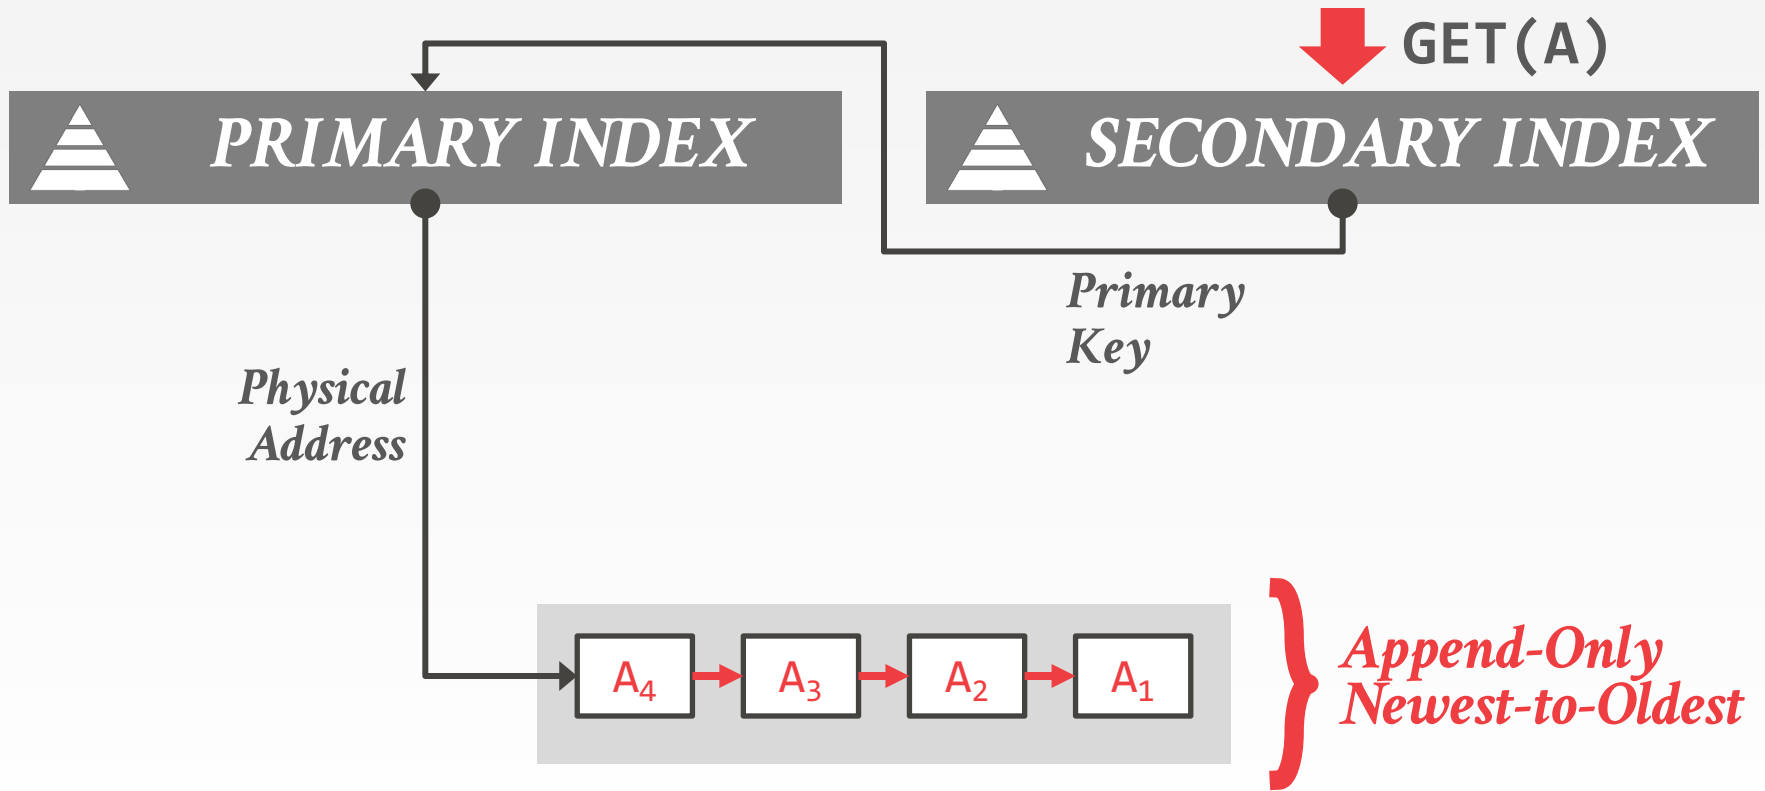 GET(A)
PRIMARY INDEX
SECONDARY INDEX
Primary
Key
Physical
Address
A₄ A₃ A₂ A₁
Append-Only
Newest-to-Oldest